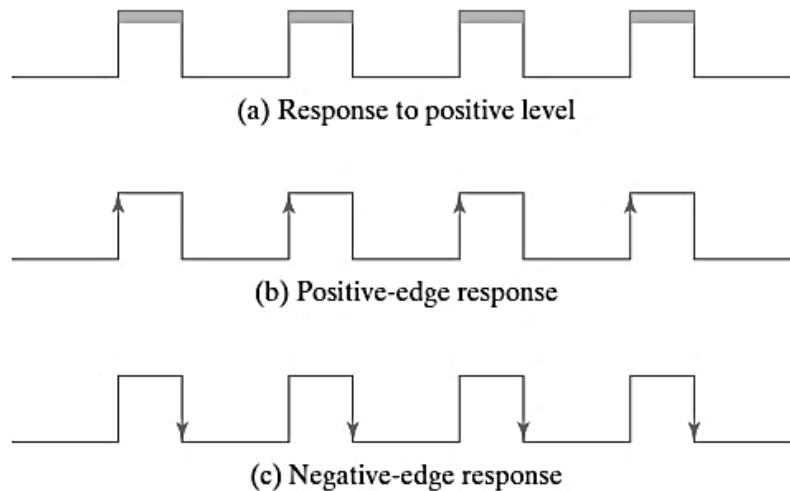 (a) Response to positive level
(b) Positive-edge response
(c) Negative-edge response